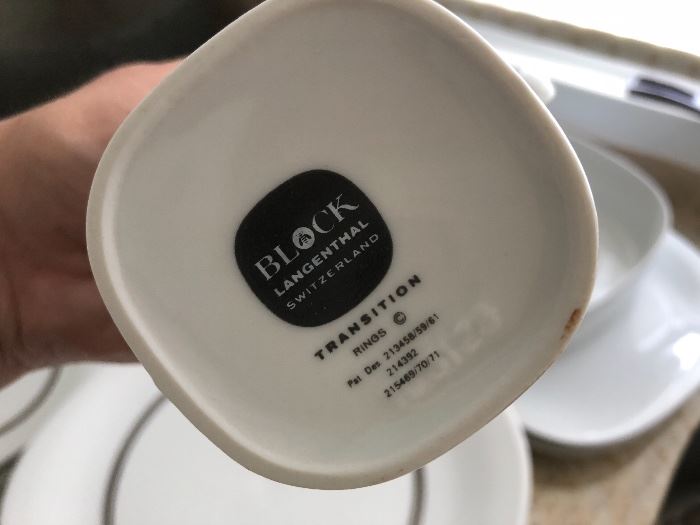 BLOCK
LANGENTHAL
SWITZERLAND
TRANSITION
RINGS ©
Pat Des 213458/59/61
214392
215469/70/71